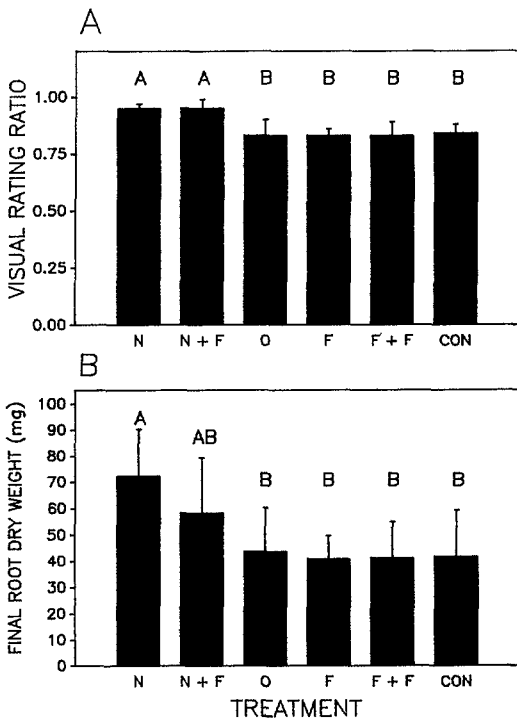 A
VISUAL RATING RATIO
A A B B B B
1.00
0.75
0.50
0.25
0.00
N N + F O F F + F CON
B
FINAL ROOT DRY WEIGHT (mg)
A AB B B B B
100
90
80
70
60
50
40
30
20
10
0
N N + F O F F + F CON
TREATMENT